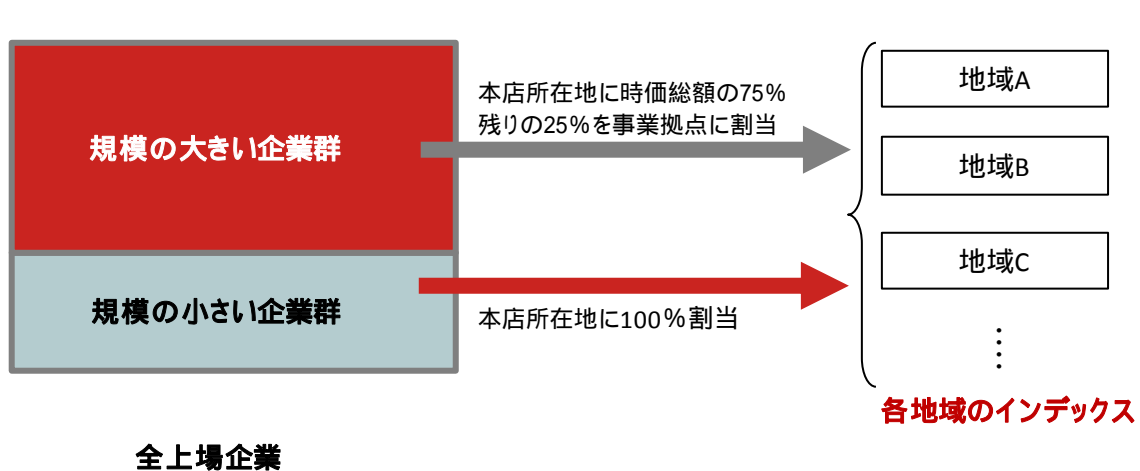 規模の大きい企業群
本店所在地に時価総額の75%
残りの25%を事業拠点に割当
地域A
地域B
地域C
規模の小さい企業群
本店所在地に100%割当
⋮
各地域のインデックス
全上場企業